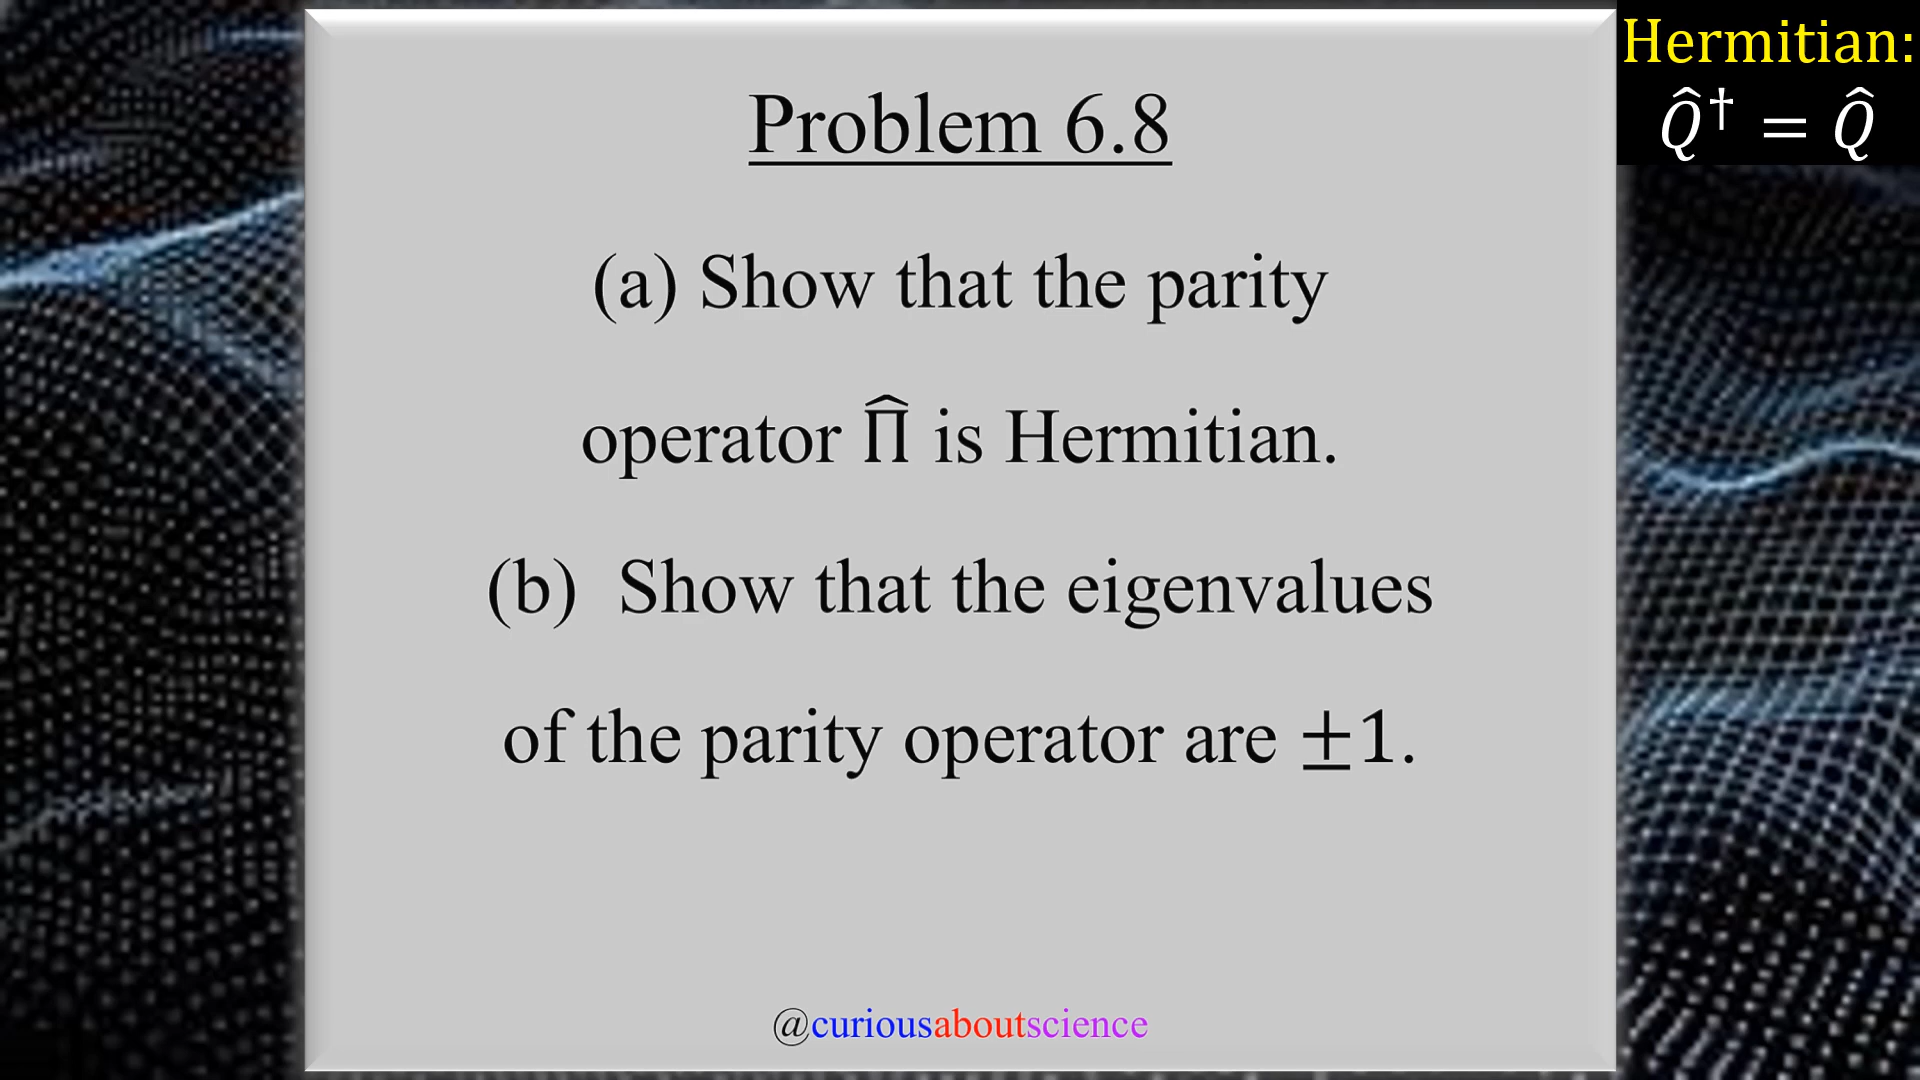 Problem 6.8
(a) Show that the parity
operator Π̂ is Hermitian.
(b) Show that the eigenvalues
of the parity operator are ±1.
@curiousaboutscience
Hermitian:
Q̂† = Q̂